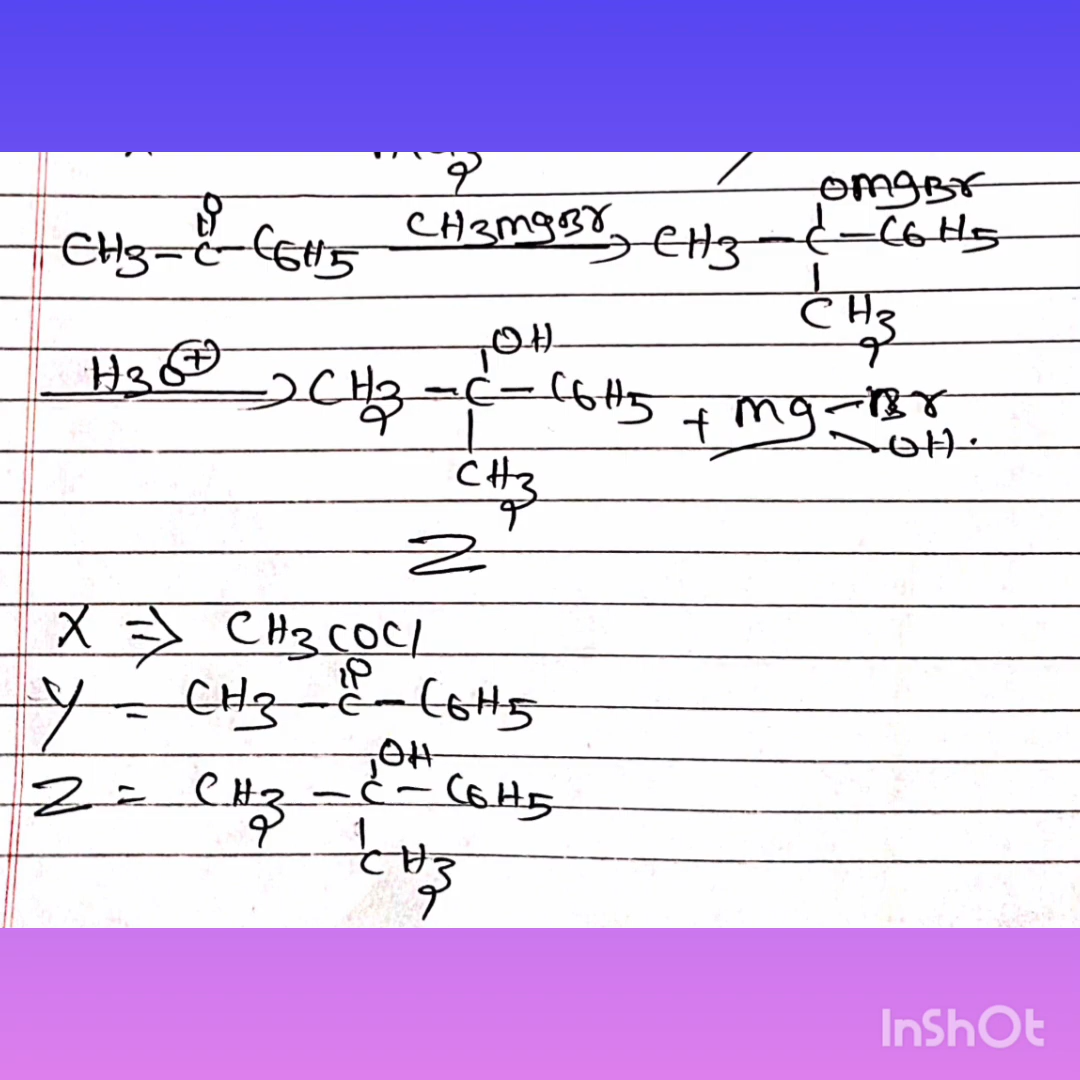 O OMgBr
CH3-C-C6H5 CH3MgBr → CH3-C-C6H5
CH3
H3O⊕ → CH3-C-C6H5 + Mg-Br
OH
OH.
CH3
Z
X ⇒ CH3COCl
O
Y = CH3-C-C6H5
OH
Z = CH3-C-C6H5
CH3
InShOt